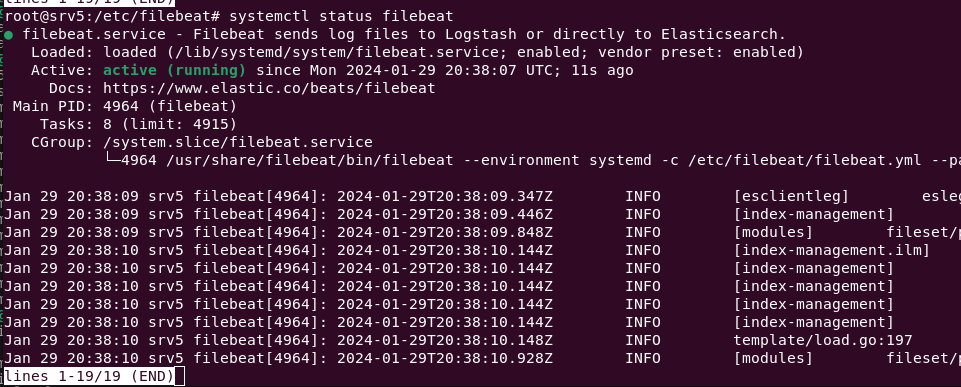 lines 1-19/19 (END)
root@srv5:/etc/filebeat# systemctl status filebeat
● filebeat.service - Filebeat sends log files to Logstash or directly to Elasticsearch.
   Loaded: loaded (/lib/systemd/system/filebeat.service; enabled; vendor preset: enabled)
   Active: active (running) since Mon 2024-01-29 20:38:07 UTC; 11s ago
     Docs: https://www.elastic.co/beats/filebeat
 Main PID: 4964 (filebeat)
    Tasks: 8 (limit: 4915)
   CGroup: /system.slice/filebeat.service
           └─4964 /usr/share/filebeat/bin/filebeat --environment systemd -c /etc/filebeat/filebeat.yml --pa
Jan 29 20:38:09 srv5 filebeat[4964]: 2024-01-29T20:38:09.347Z        INFO        [esclientleg]        esleg
Jan 29 20:38:09 srv5 filebeat[4964]: 2024-01-29T20:38:09.446Z        INFO        [index-management]
Jan 29 20:38:09 srv5 filebeat[4964]: 2024-01-29T20:38:09.848Z        INFO        [modules]        fileset/p
Jan 29 20:38:10 srv5 filebeat[4964]: 2024-01-29T20:38:10.144Z        INFO        [index-management.ilm]
Jan 29 20:38:10 srv5 filebeat[4964]: 2024-01-29T20:38:10.144Z        INFO        [index-management]
Jan 29 20:38:10 srv5 filebeat[4964]: 2024-01-29T20:38:10.144Z        INFO        [index-management]
Jan 29 20:38:10 srv5 filebeat[4964]: 2024-01-29T20:38:10.144Z        INFO        [index-management]
Jan 29 20:38:10 srv5 filebeat[4964]: 2024-01-29T20:38:10.144Z        INFO        [index-management]
Jan 29 20:38:10 srv5 filebeat[4964]: 2024-01-29T20:38:10.148Z        INFO        template/load.go:197
Jan 29 20:38:10 srv5 filebeat[4964]: 2024-01-29T20:38:10.928Z        INFO        [modules]        fileset/p
lines 1-19/19 (END)